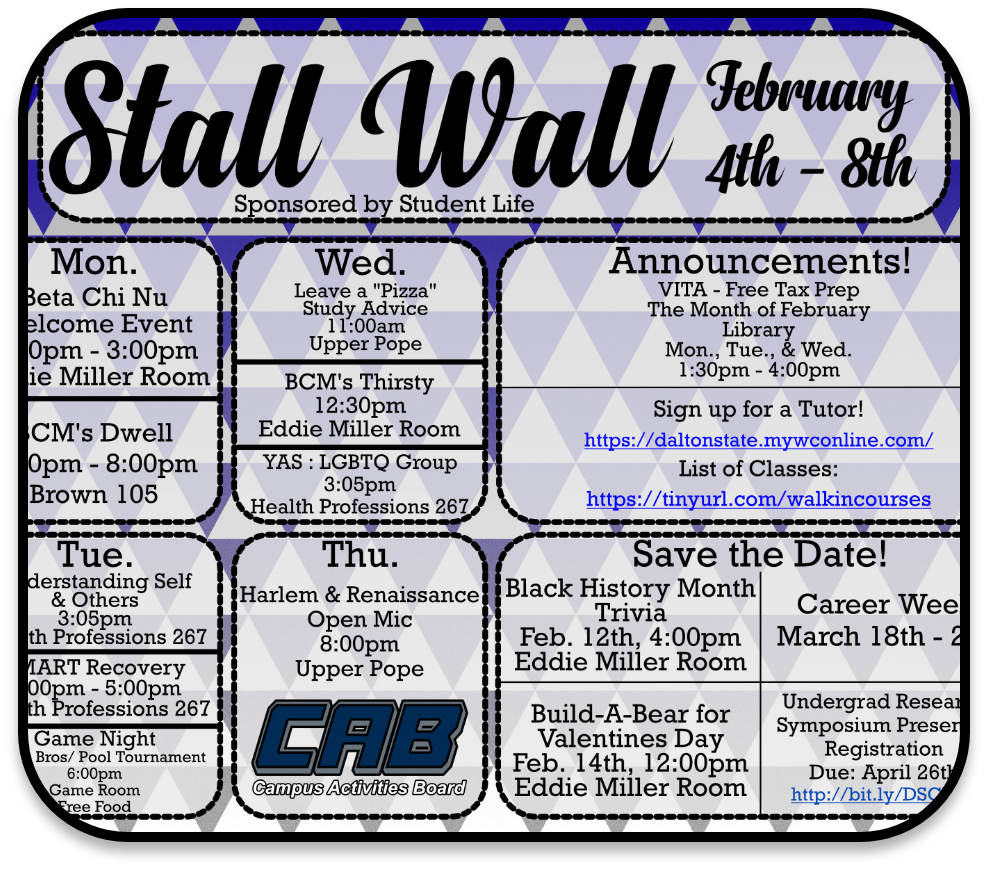 Stall Wall
February
4th – 8th
Sponsored by Student Life
Mon.
Beta Chi Nu
elcome Event
0pm - 3:00pm
ie Miller Room
CM's Dwell
0pm - 8:00pm
Brown 105
Wed.
Leave a "Pizza"
Study Advice
11:00am
Upper Pope
BCM's Thirsty
12:30pm
Eddie Miller Room
YAS : LGBTQ Group
3:05pm
Health Professions 267
Announcements!
VITA - Free Tax Prep
The Month of February
Library
Mon., Tue., & Wed.
1:30pm - 4:00pm
Sign up for a Tutor!
https://daltonstate.mywconline.com/
List of Classes:
https://tinyurl.com/walkincourses
Tue.
derstanding Self
& Others
3:05pm
th Professions 267
MART Recovery
00pm - 5:00pm
th Professions 267
Game Night
Bros/ Pool Tournament
6:00pm
Game Room
Free Food
Thu.
Harlem & Renaissance
Open Mic
8:00pm
Upper Pope
CAB
Campus Activities Board
Save the Date!
Black History Month
Trivia
Feb. 12th, 4:00pm
Eddie Miller Room
Career Wee
March 18th - 2
Build-A-Bear for
Valentines Day
Feb. 14th, 12:00pm
Eddie Miller Room
Undergrad Resear
Symposium Presen
Registration
Due: April 26th
http://bit.ly/DSC